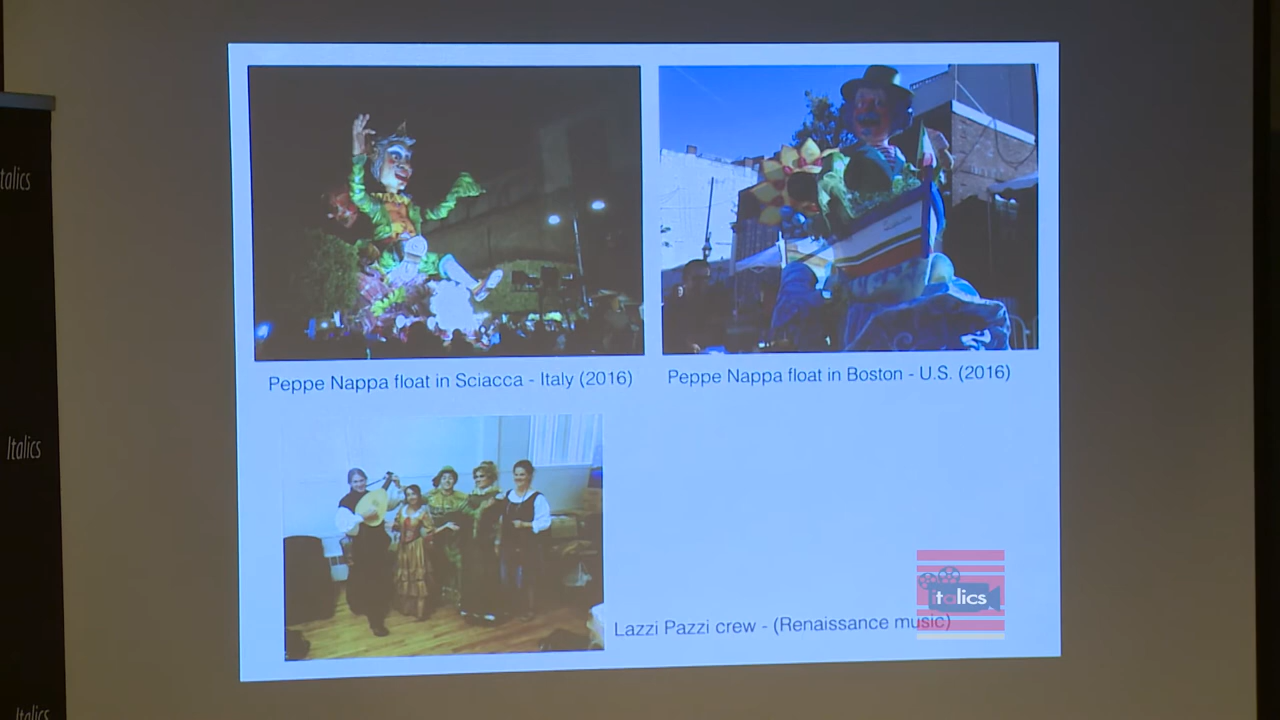 talics
Peppe Nappa float in Sciacca - Italy (2016)
Peppe Nappa float in Boston - U.S. (2016)
Italics
italics
Lazzi Pazzi crew - (Renaissance music)
Italics